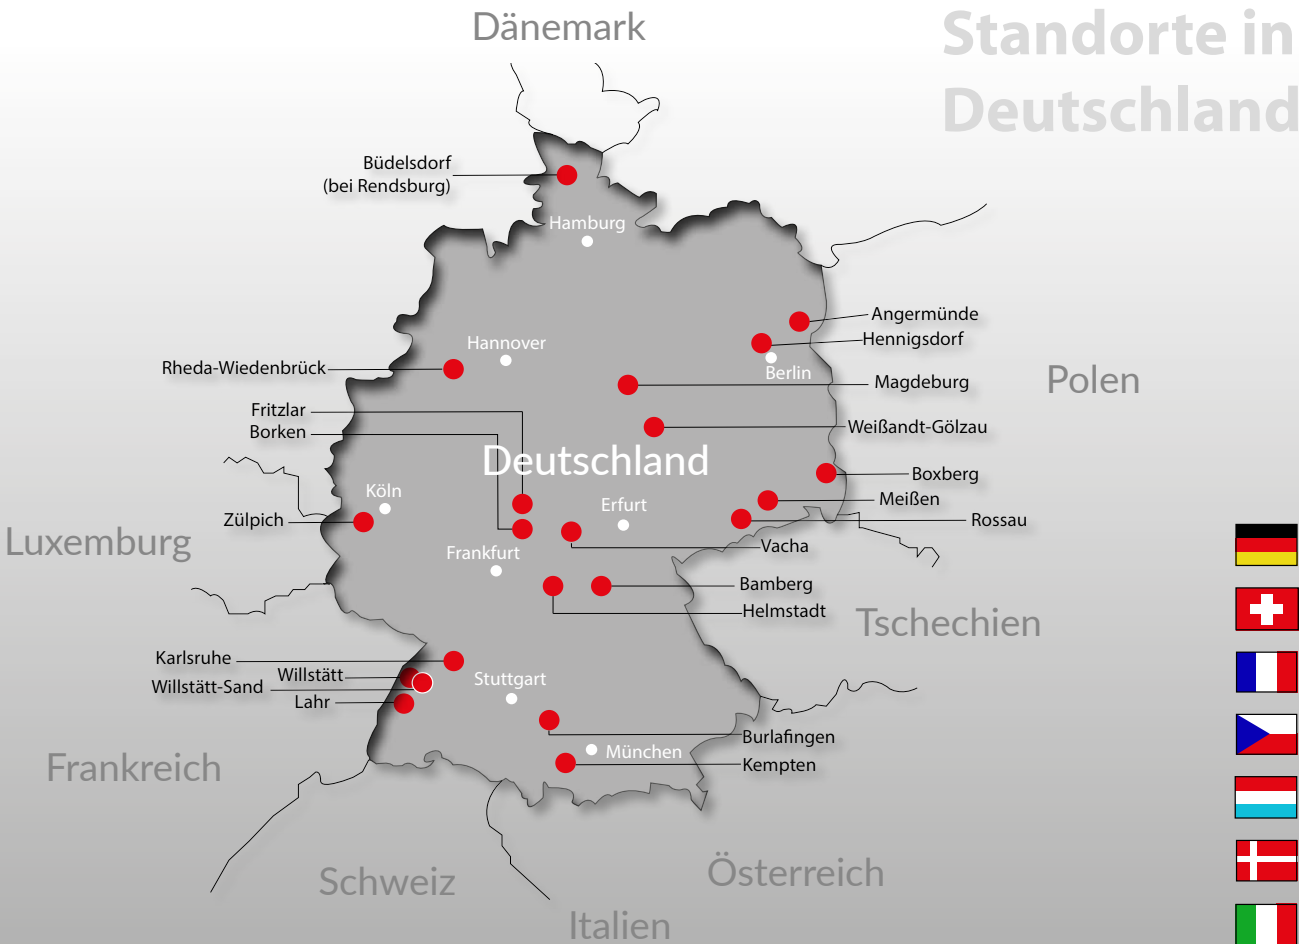 Dänemark
Standorte in
Deutschland
Büdelsdorf
(bei Rendsburg)
Hamburg
Angermünde
Hennigsdorf
Hannover
Rheda-Wiedenbrück
Berlin
Magdeburg
Polen
Fritzlar
Borken
Weißandt-Gölzau
Deutschland
Boxberg
Köln
Meißen
Erfurt
Zülpich
Rossau
Luxemburg
Vacha
Frankfurt
Bamberg
Helmstadt
Tschechien
Karlsruhe
Willstätt
Willstätt-Sand
Stuttgart
Lahr
Burlafingen
München
Kempten
Frankreich
Schweiz
Österreich
Italien